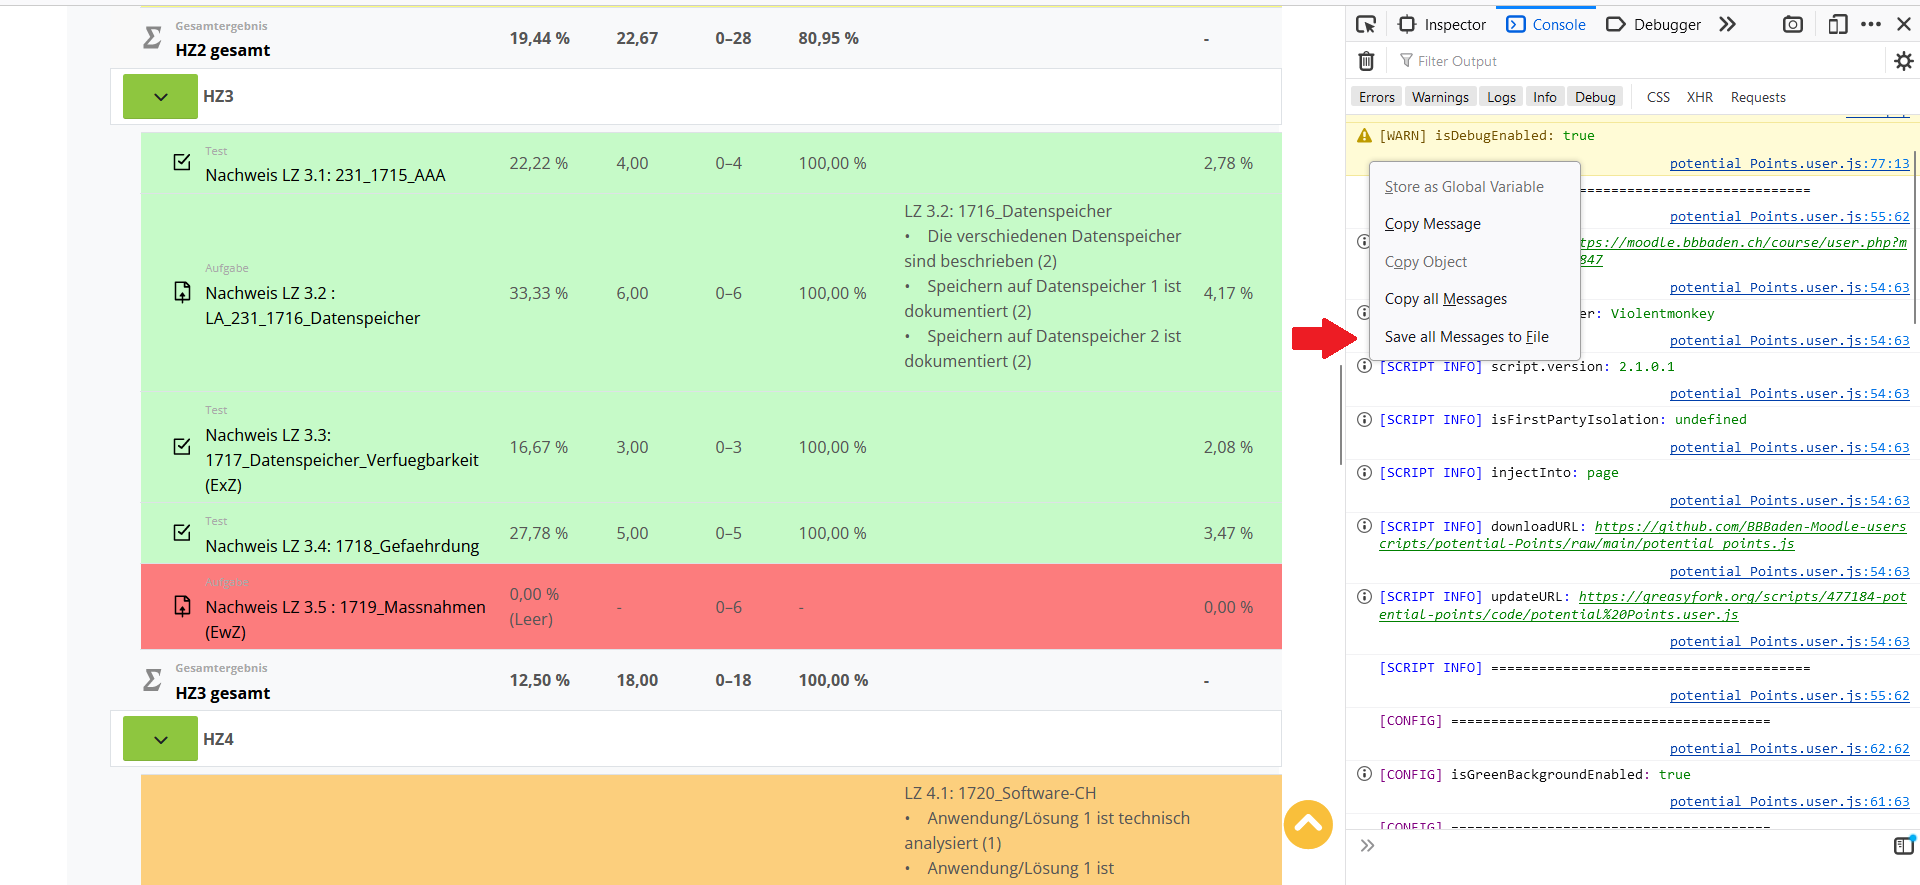 Gesamtergebnis
HZ2 gesamt 19,44 % 22,67 0–28 80,95 % -
HZ3
Test
Nachweis LZ 3.1: 231_1715_AAA 22,22 % 4,00 0–4 100,00 % 2,78 %
LZ 3.2: 1716_Datenspeicher
• Die verschiedenen Datenspeicher
sind beschrieben (2)
• Speichern auf Datenspeicher 1 ist
dokumentiert (2)
• Speichern auf Datenspeicher 2 ist
dokumentiert (2)
Aufgabe
Nachweis LZ 3.2 :
LA_231_1716_Datenspeicher
33,33 % 6,00 0–6 100,00 % 4,17 %
Test
Nachweis LZ 3.3:
1717_Datenspeicher_Verfuegbarkeit
(ExZ)
16,67 % 3,00 0–3 100,00 % 2,08 %
Test
Nachweis LZ 3.4: 1718_Gefaehrdung
27,78 % 5,00 0–5 100,00 % 3,47 %
Aufgabe
Nachweis LZ 3.5 : 1719_Massnahmen
(EwZ)
0,00 %
(Leer)
- 0–6 - 0,00 %
Gesamtergebnis
HZ3 gesamt 12,50 % 18,00 0–18 100,00 % -
HZ4
LZ 4.1: 1720_Software-CH
• Anwendung/Lösung 1 ist technisch
analysiert (1)
• Anwendung/Lösung 1 ist
Inspector Console Debugger
Filter Output
Errors Warnings Logs Info Debug CSS XHR Requests
[WARN] isDebugEnabled: true
potential Points.user.js:77:13
=============================
potential Points.user.js:55:62
tps://moodle.bbbaden.ch/course/user.php?m
847
potential Points.user.js:54:63
er: Violentmonkey
potential Points.user.js:54:63
Store as Global Variable
Copy Message
Copy Object
Copy all Messages
Save all Messages to File
[SCRIPT INFO] script.version: 2.1.0.1
potential Points.user.js:54:63
[SCRIPT INFO] isFirstPartyIsolation: undefined
potential Points.user.js:54:63
[SCRIPT INFO] injectInto: page
potential Points.user.js:54:63
[SCRIPT INFO] downloadURL: https://github.com/BBBaden-Moodle-users
cripts/potential-Points/raw/main/potential_points.js
potential Points.user.js:54:63
[SCRIPT INFO] updateURL: https://greasyfork.org/scripts/477184-pot
ential-points/code/potential%20Points.user.js
potential Points.user.js:54:63
[SCRIPT INFO] ========================================
potential Points.user.js:55:62
[CONFIG] ========================================
potential Points.user.js:62:62
[CONFIG] isGreenBackgroundEnabled: true
potential Points.user.js:61:63
[CONFIG] ========================================